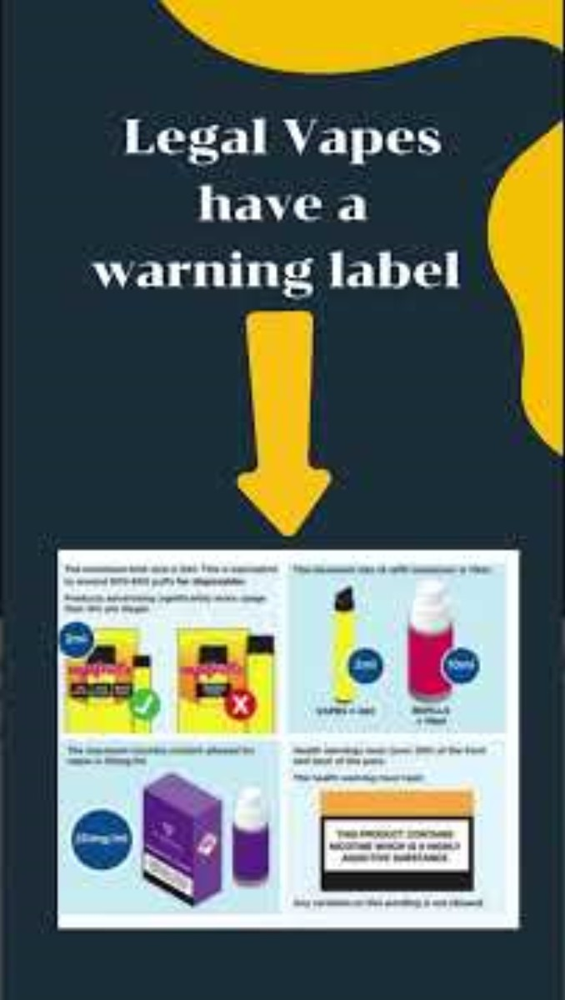 Legal Vapes
have a
warning label
The maximum tank size is 2ml. This is equivalent
to around 600-800 puffs for disposables.
Products advertising significantly more usage
than this are illegal.
2ml
The maximum size of refill containers is 10ml.
2ml
10ml
VAPES = 2ml
REFILLS
= 10ml
The maximum nicotine content allowed for
vapes is 20mg/ml
20mg/ml
Health warnings must cover 30% of the front
and back of the pack.
The health warning must read:
THIS PRODUCT CONTAINS
NICOTINE WHICH IS A HIGHLY
ADDICTIVE SUBSTANCE.
Any variation on this wording is not allowed.